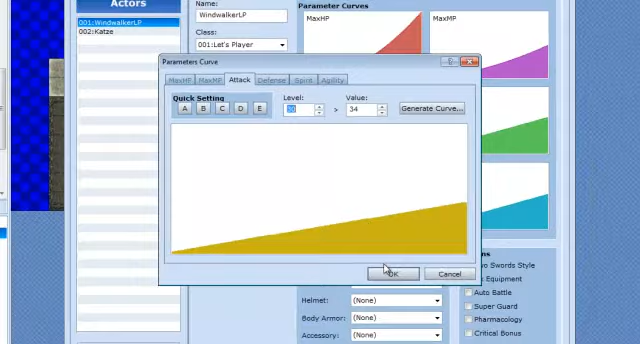 Actors
001:WindwalkerLP
002:Katze
Name:
WindwalkerLP
Class:
001:Let's Player
Parameter Curves
MaxHP
MaxMP
Parameters Curve
MaxHP MaxMP Attack Defense Spirit Agility
Quick Setting
A B C D E
Level:
Value:
30 > 34
Generate Curve...
OK
Cancel
Two Swords Style
Equipment
Auto Battle
Super Guard
Pharmacology
Critical Bonus
Helmet:
(None)
Body Armor:
(None)
Accessory:
(None)